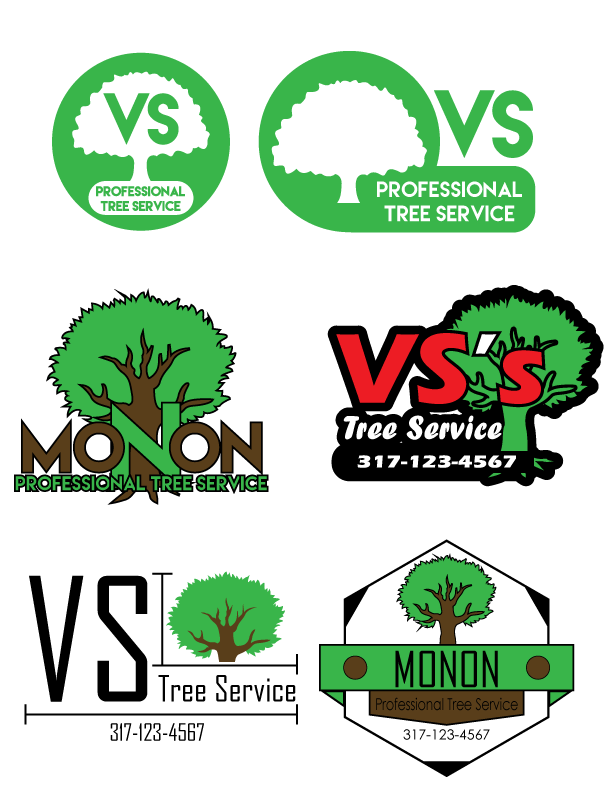 VS
PROFESSIONAL
TREE SERVICE
VS
PROFESSIONAL
TREE SERVICE
MONON
PROFESSIONAL TREE SERVICE
VS's
Tree Service
317-123-4567
VS
Tree Service
317-123-4567
MONON
Professional Tree Service
317-123-4567